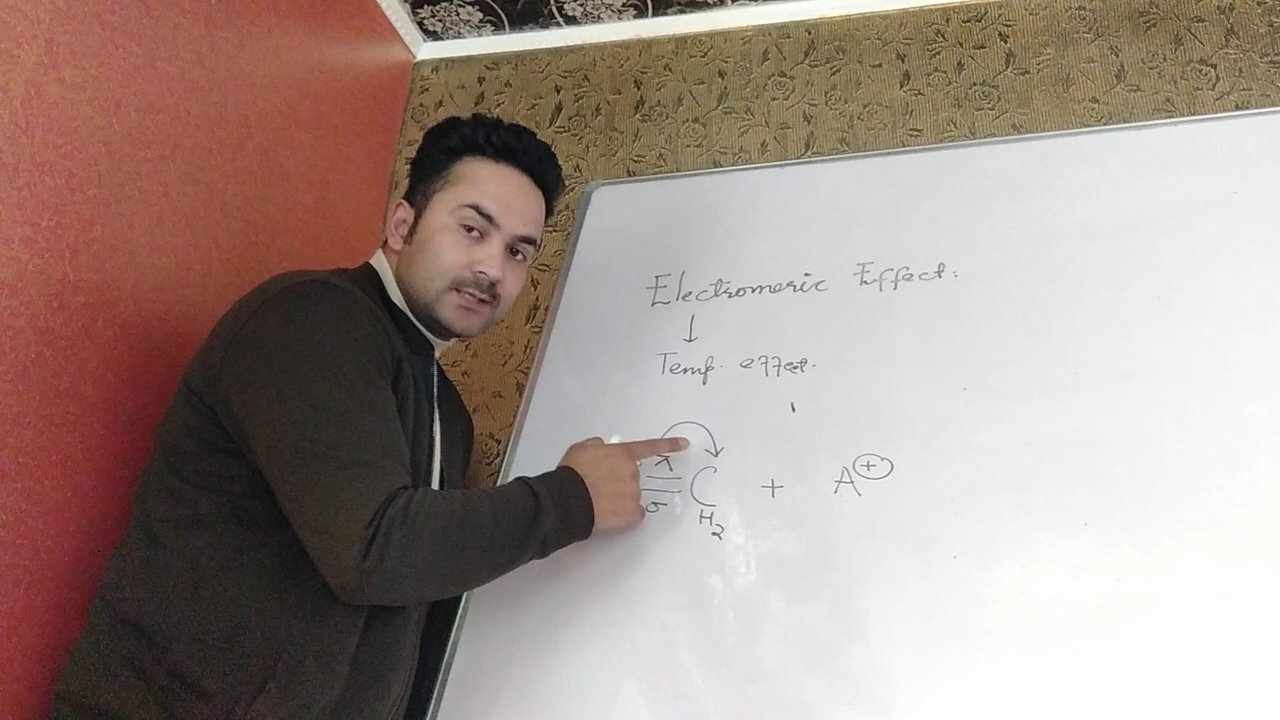 Electromeric Effect:
↓
Temp. effect.
π
C + A⊕
σ
H2